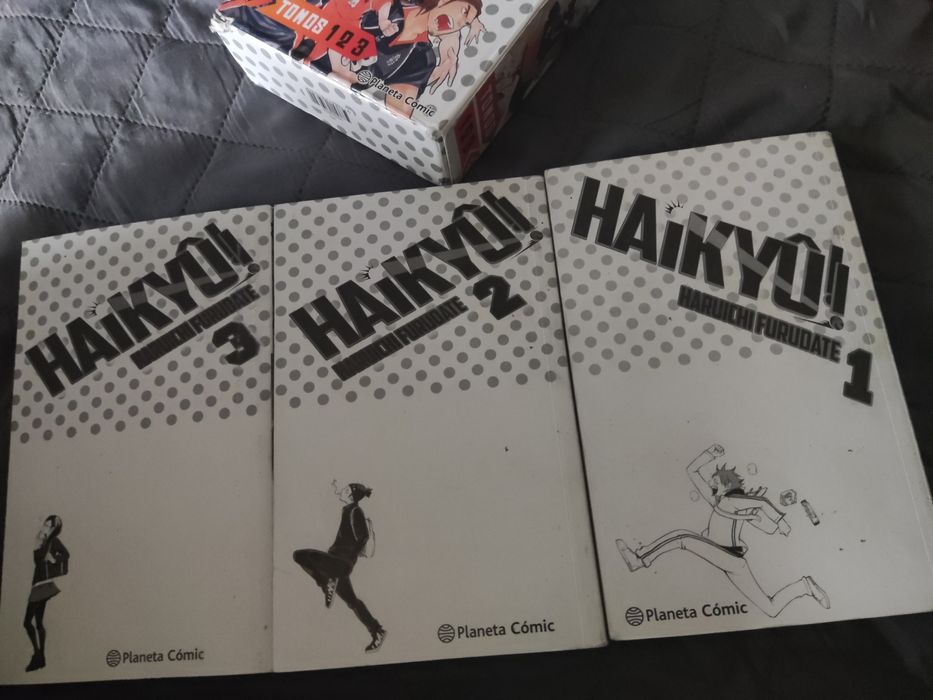 TOMOS 1 2 3
Planeta Cómic
HAiKYÛ!!
HARUICHI FURUDATE
3
Planeta Cómic
HAiKYÛ!!
HARUICHI FURUDATE
2
Planeta Cómic
HAiKYÛ!!
HARUICHI FURUDATE
1
Planeta Cómic